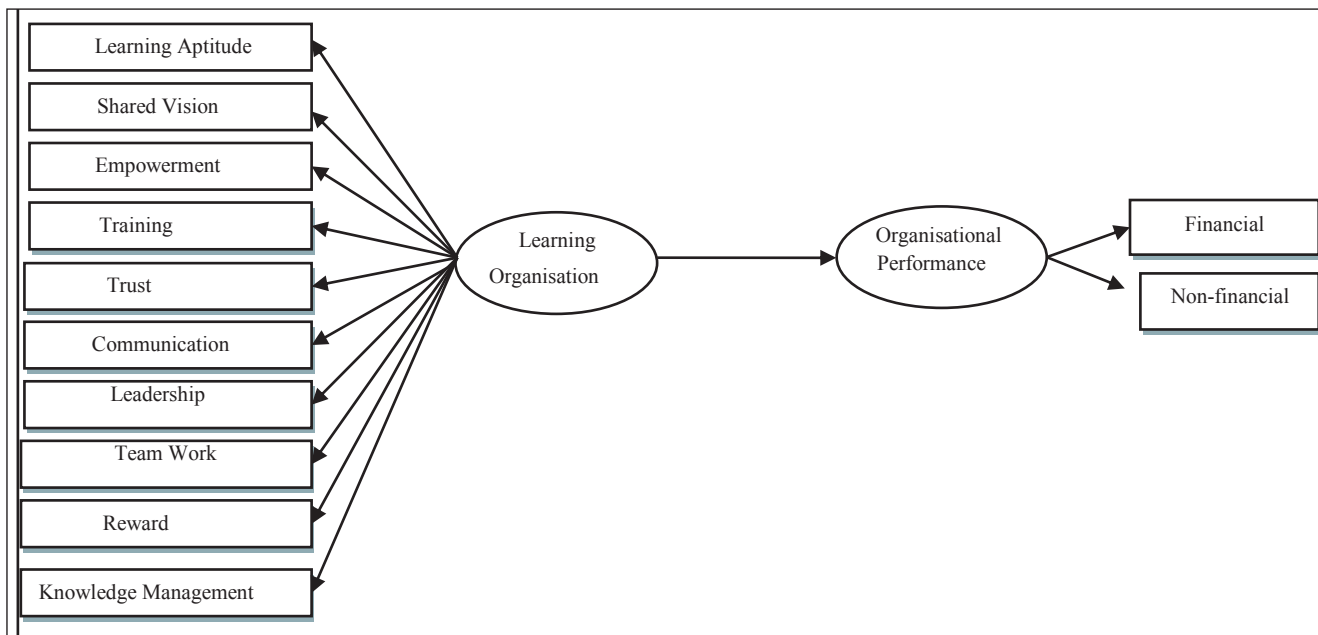 Learning Aptitude
Shared Vision
Empowerment
Training
Trust
Communication
Leadership
Team Work
Reward
Knowledge Management
Learning
Organisation
Organisational
Performance
Financial
Non-financial